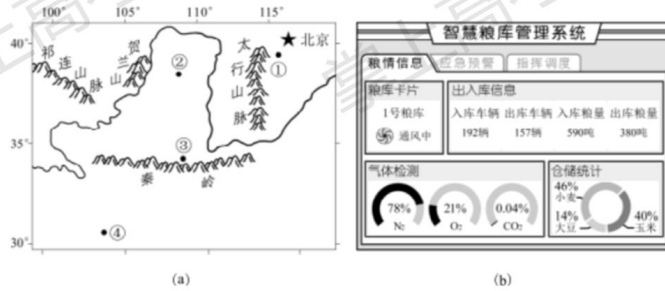 100° 105° 110° 115°
40°
35°
30°
祁连山脉
贺兰山
太行山脉
★北京
①
②
③
秦岭
④
(a)
智慧粮库管理系统
粮情信息 应急预警 指挥调度
粮库卡片
1号粮库
通风中
出入库信息
入库车辆 出库车辆 入库粮量 出库粮量
192辆 157辆 590吨 380吨
气体检测
78% 21% 0.04%
N₂ O₂ CO₂
仓储统计
46%
小麦
14%
大豆
40%
玉米
(b)